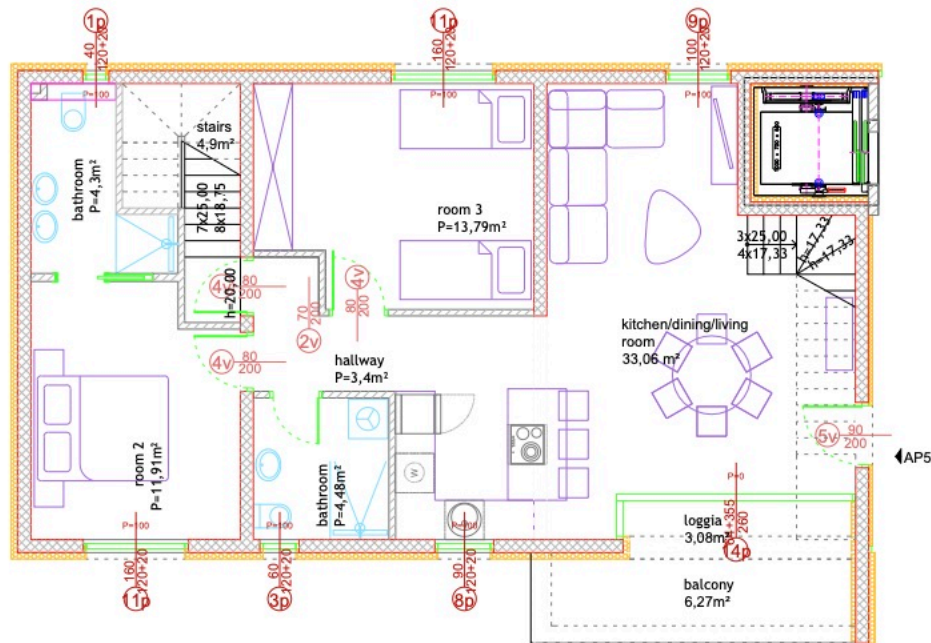 1p
40
120+20
P=100
11p
160
120+20
P=100
9p
100
120+20
P=100
stairs
4,9m²
bathroom
P=4,3m²
7x25,00
8x18,75
h=20,00
room 3
P=13,79m²
3x25,00
4x17,33
h=17,33
h=17,33
4v
80
200
70
200
2v
4v
80
200
4v
80
200
hallway
P=3,4m²
kitchen/dining/living
room
33,06 m²
5v
90
200
AP5
room 2
P=11,91m²
bathroom
P=4,48m²
W
P=100
160
120+20
11p
P=100
60
120+20
3p
90
120+20
8p
P=0
+355
260
14p
loggia
3,08m²
balcony
6,27m²